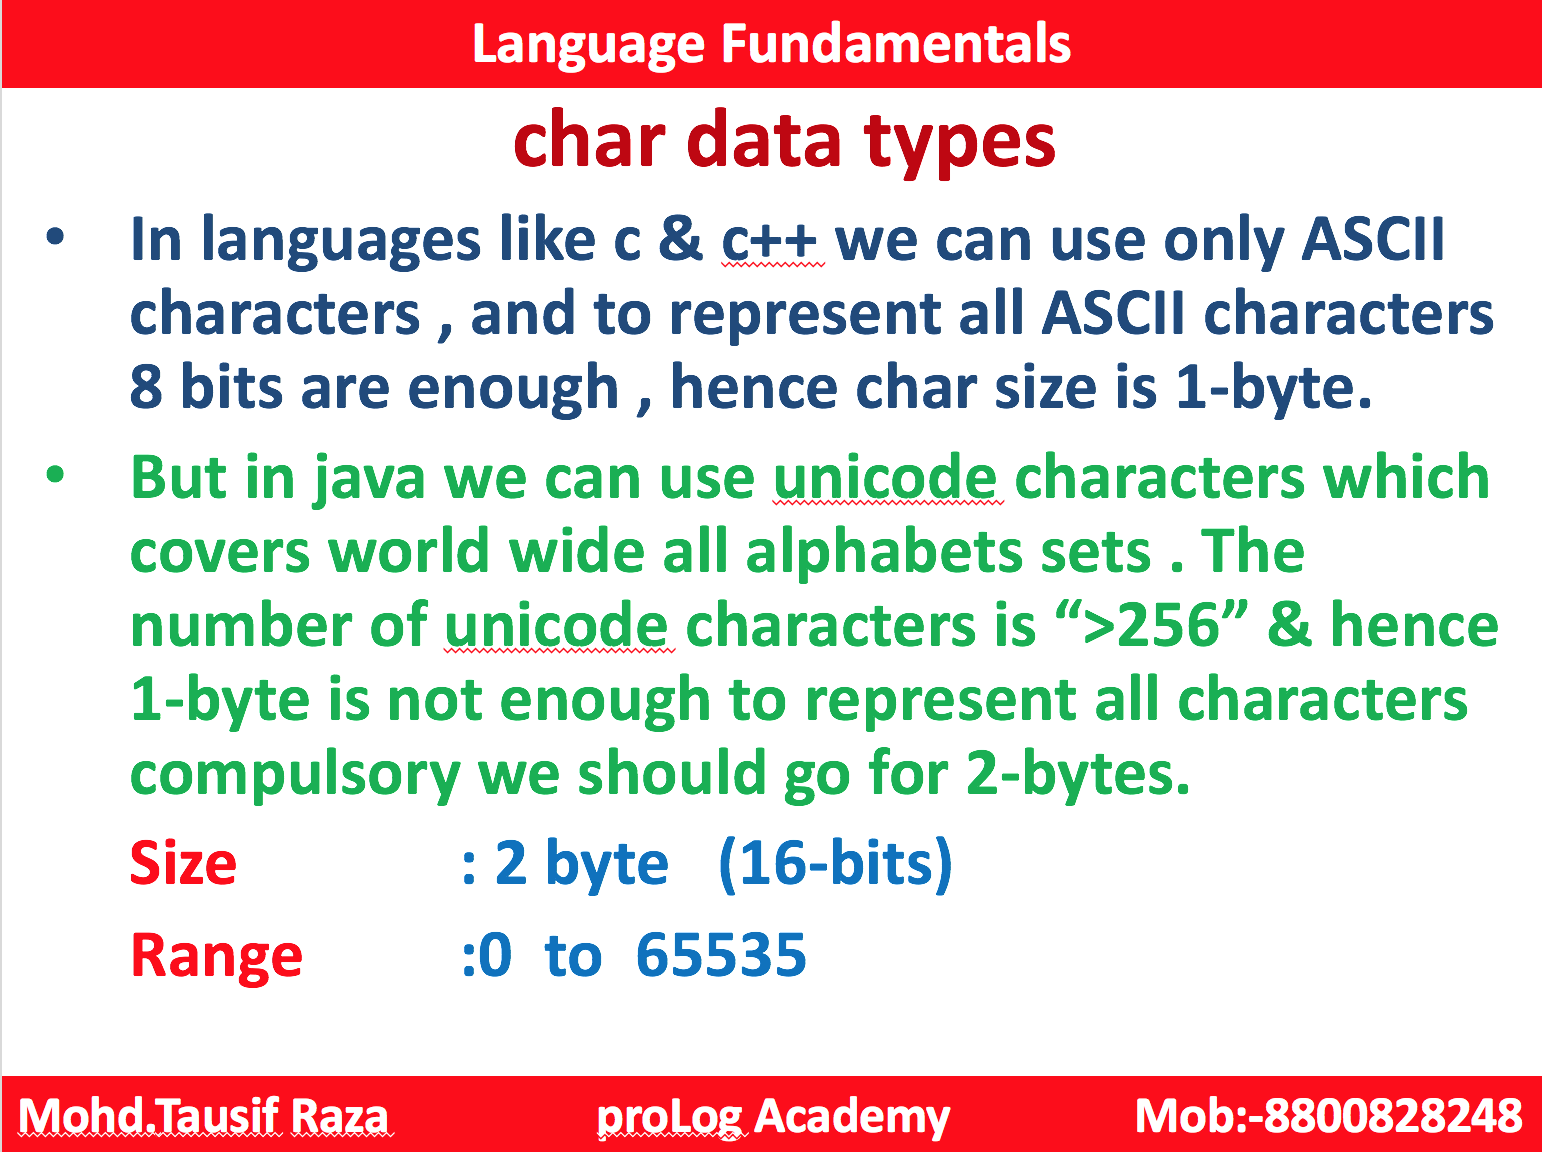 Language Fundamentals
char data types
• In languages like c & c++ we can use only ASCII
characters , and to represent all ASCII characters
8 bits are enough , hence char size is 1-byte.
• But in java we can use unicode characters which
covers world wide all alphabets sets . The
number of unicode characters is “>256” & hence
1-byte is not enough to represent all characters
compulsory we should go for 2-bytes.
Size : 2 byte (16-bits)
Range :0 to 65535
Mohd.Tausif Raza proLog Academy Mob:-8800828248